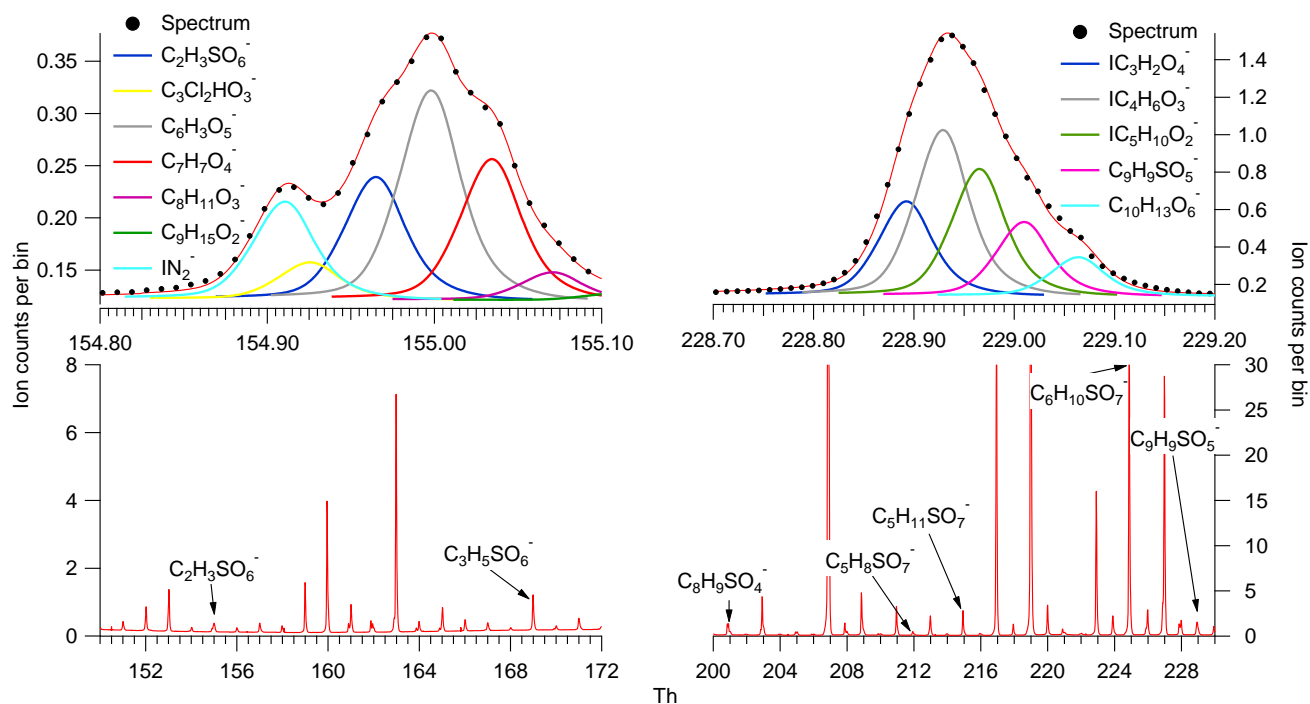 Spectrum
C2H3SO6-
C3Cl2HO3-
C6H3O5-
C7H7O4-
C8H11O3-
C9H15O2-
IN2-
0.35
0.30
0.25
0.20
0.15
154.80
154.90
155.00
155.10
Ion counts per bin
Spectrum
IC3H2O4-
IC4H6O3-
IC5H10O2-
C9H9SO5-
C10H13O6-
1.4
1.2
1.0
0.8
0.6
0.4
0.2
228.70
228.80
228.90
229.00
229.10
229.20
Ion counts per bin
8
6
4
2
0
C2H3SO6-
C3H5SO6-
152
156
160
164
168
172
30
25
20
15
10
5
0
C6H10SO7-
C9H9SO5-
C5H11SO7-
C5H8SO7-
C8H9SO4-
200
204
208
212
216
220
224
228
Th